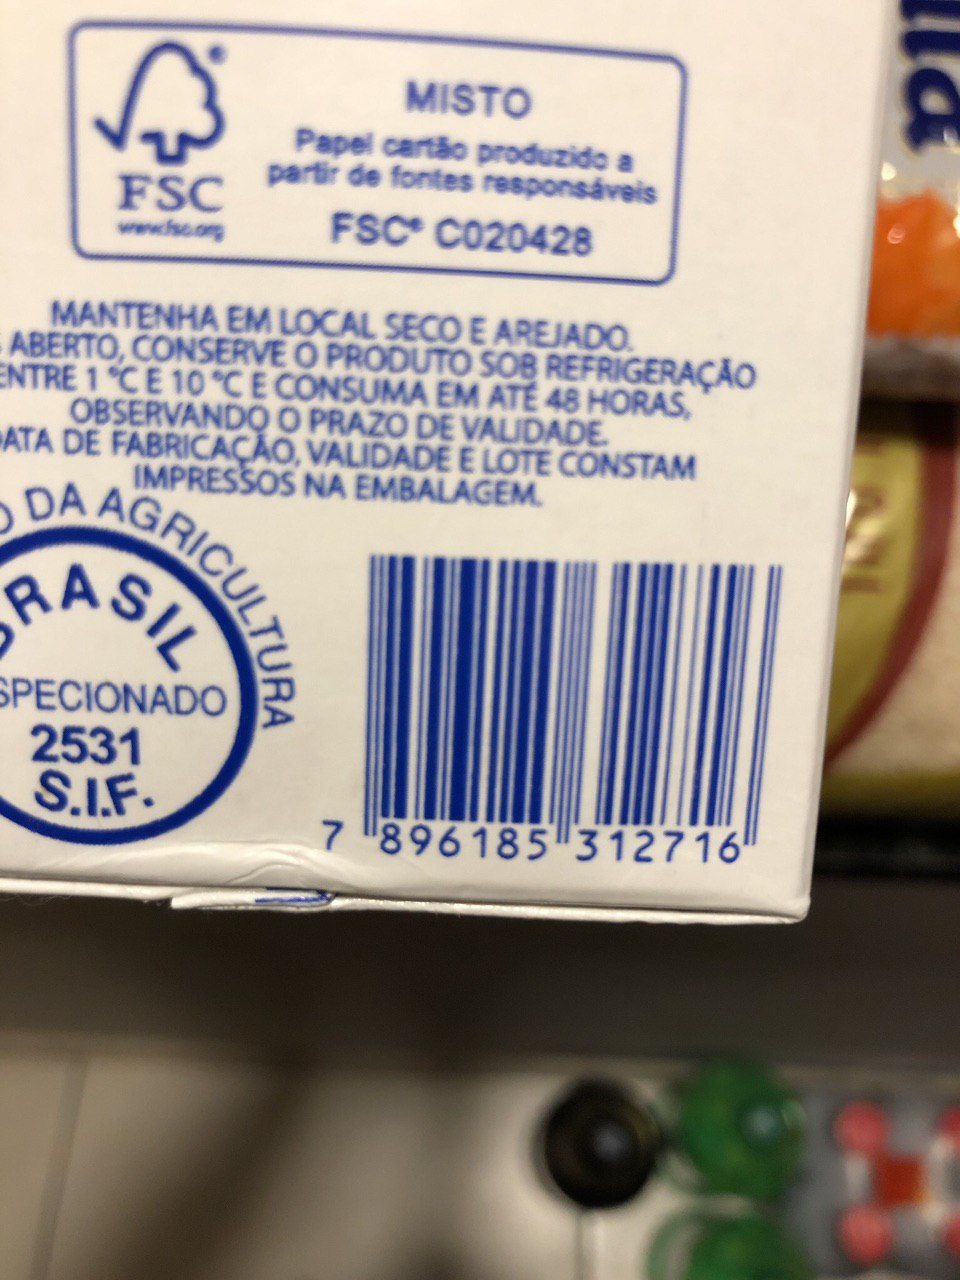 MISTO
Papel cartão produzido a
partir de fontes responsáveis
FSC® C020428
FSC
www.fsc.org
MANTENHA EM LOCAL SECO E AREJADO.
ABERTO, CONSERVE O PRODUTO SOB REFRIGERAÇÃO
ENTRE 1 °C E 10 °C E CONSUMA EM ATÉ 48 HORAS,
OBSERVANDO O PRAZO DE VALIDADE.
DATA DE FABRICAÇÃO, VALIDADE E LOTE CONSTAM
IMPRESSOS NA EMBALAGEM.
O DA AGRICULTURA
BRASIL
SPECIONADO
2531
S.I.F.
7 896185 312716